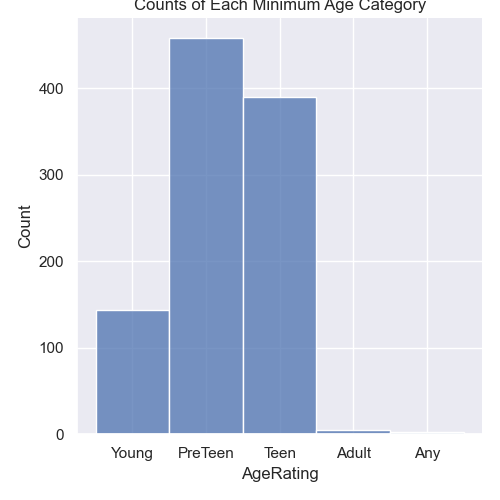 Counts of Each Minimum Age Category
400
300
200
100
0
Count
Young PreTeen Teen Adult Any
AgeRating